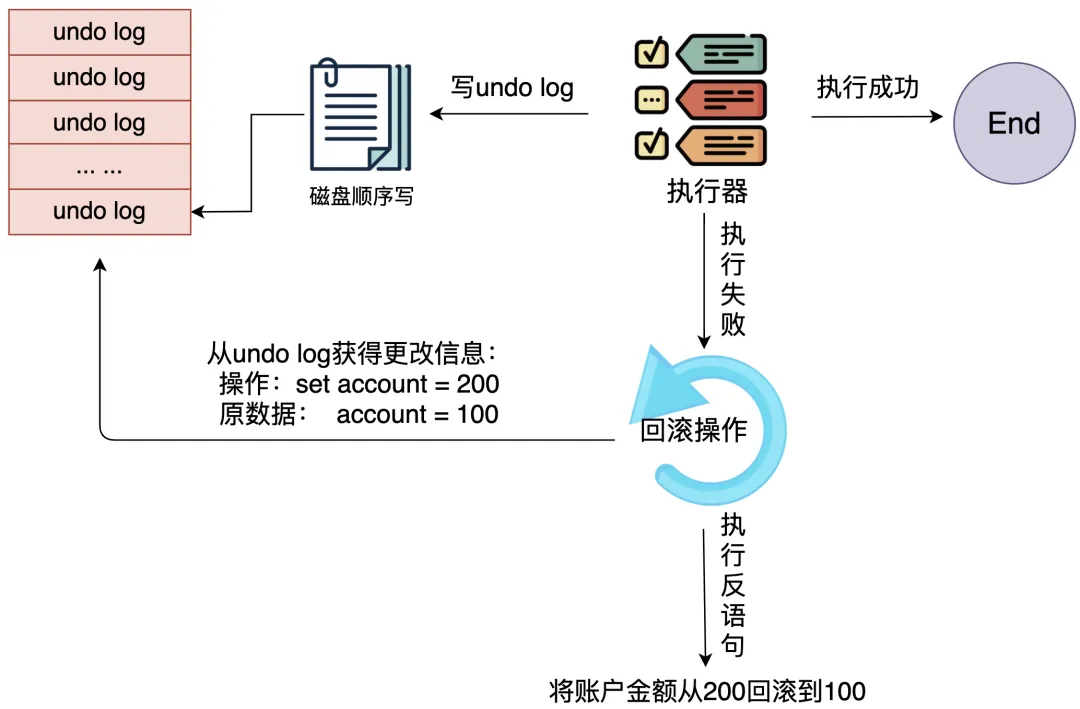 undo log
undo log
undo log
... ...
undo log
磁盘顺序写
写undo log
执行器
执行成功
End
执行失败
从undo log获得更改信息：
操作：set account = 200
原数据： account = 100
回滚操作
执行反语句
将账户金额从200回滚到100